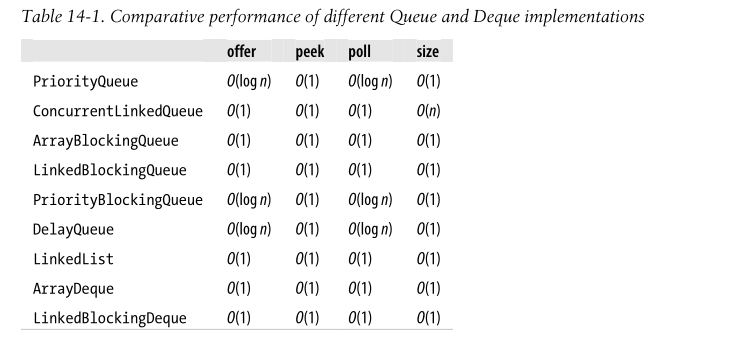 Table 14-1. Comparative performance of different Queue and Deque implementations
offer peek poll size
PriorityQueue O(log n) O(1) O(log n) O(1)
ConcurrentLinkedQueue O(1) O(1) O(1) O(n)
ArrayBlockingQueue O(1) O(1) O(1) O(1)
LinkedBlockingQueue O(1) O(1) O(1) O(1)
PriorityBlockingQueue O(log n) O(1) O(log n) O(1)
DelayQueue O(log n) O(1) O(log n) O(1)
LinkedList O(1) O(1) O(1) O(1)
ArrayDeque O(1) O(1) O(1) O(1)
LinkedBlockingDeque O(1) O(1) O(1) O(1)